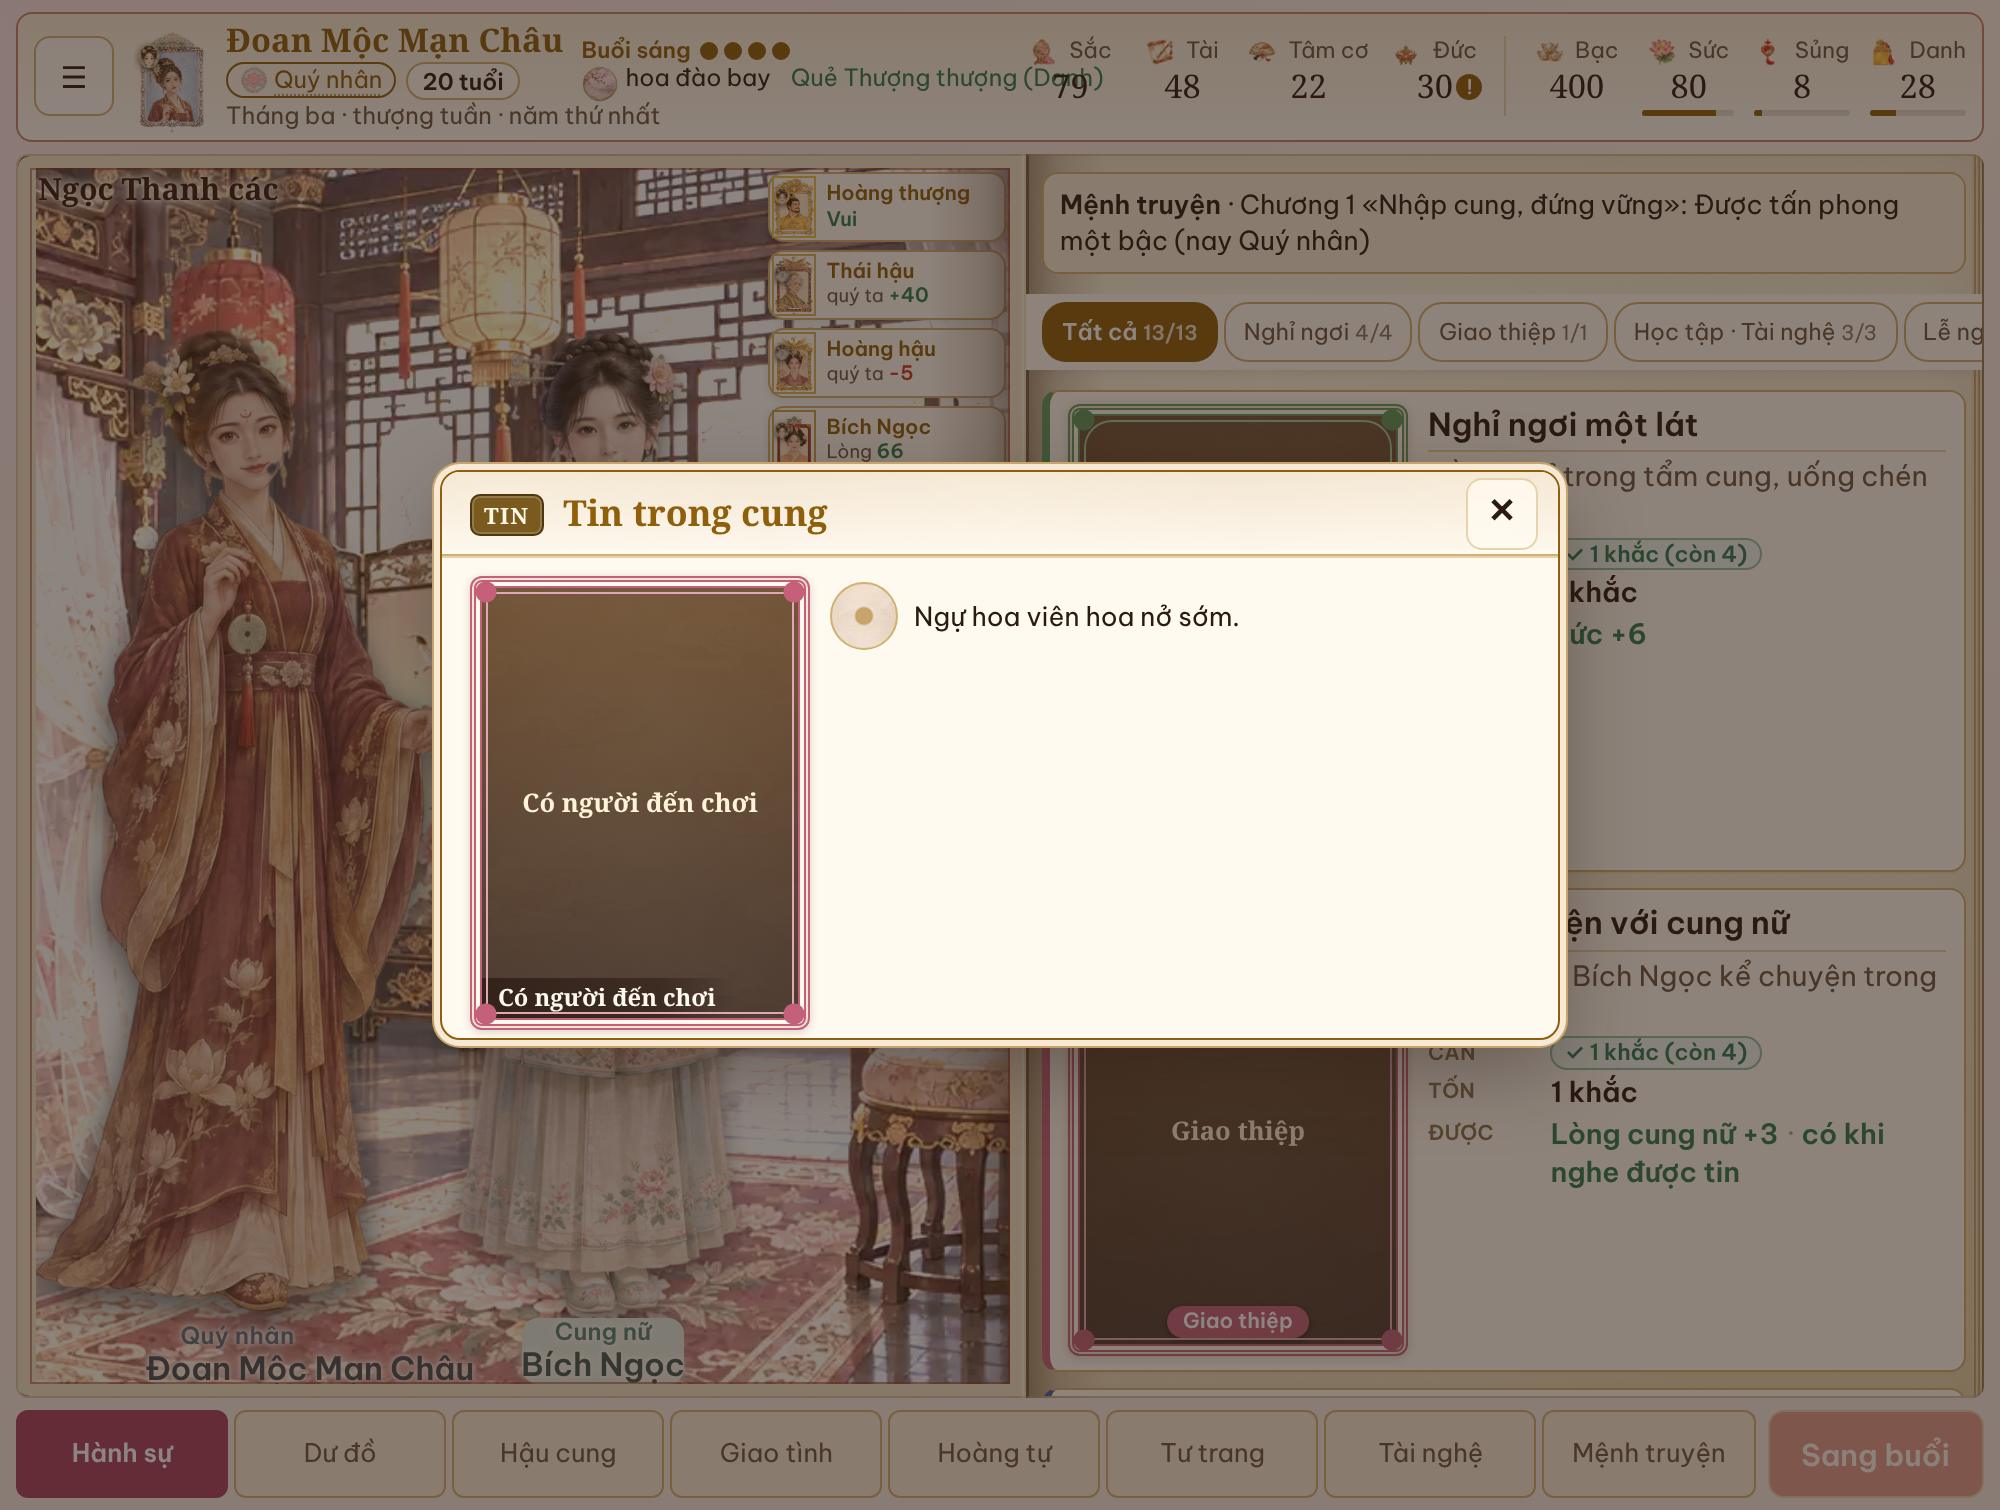 ☰
Đoan Mộc Mạn Châu
Quý nhân
20 tuổi
Tháng ba · thượng tuần · năm thứ nhất
Buổi sáng
hoa đào bay
Quẻ Thượng thượng (Danh)
Sắc
79
Tài
48
Tâm cơ
22
Đức
30 !
Bạc
400
Sức
80
Sủng
8
Danh
28
Ngọc Thanh các
Hoàng thượng
Vui
Thái hậu
quý ta +40
Hoàng hậu
quý ta -5
Bích Ngọc
Lòng 66
Quý nhân
Đoan Mộc Mạn Châu
Cung nữ
Bích Ngọc
Mệnh truyện · Chương 1 «Nhập cung, đứng vững»: Được tấn phong
một bậc (nay Quý nhân)
Tất cả 13/13
Nghỉ ngơi 4/4
Giao thiệp 1/1
Học tập · Tài nghệ 3/3
Lễ ng
Nghỉ ngơi một lát
trong tẩm cung, uống chén
✓ 1 khắc (còn 4)
khắc
ức +6
TIN
Tin trong cung
✕
Có người đến chơi
Có người đến chơi
Ngự hoa viên hoa nở sớm.
ện với cung nữ
Bích Ngọc kể chuyện trong
CẦN
✓ 1 khắc (còn 4)
TỐN
1 khắc
ĐƯỢC
Lòng cung nữ +3 · có khi
nghe được tin
Giao thiệp
Giao thiệp
Hành sự
Dư đồ
Hậu cung
Giao tình
Hoàng tự
Tư trang
Tài nghệ
Mệnh truyện
Sang buổi